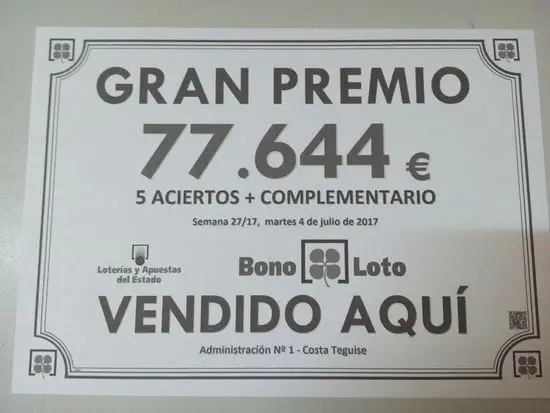 GRAN PREMIO
77.644 €
5 ACIERTOS + COMPLEMENTARIO
Semana 27/17, martes 4 de julio de 2017
Loterías y Apuestas
del Estado
Bono Loto
VENDIDO AQUÍ
Administración Nº 1 - Costa Teguise